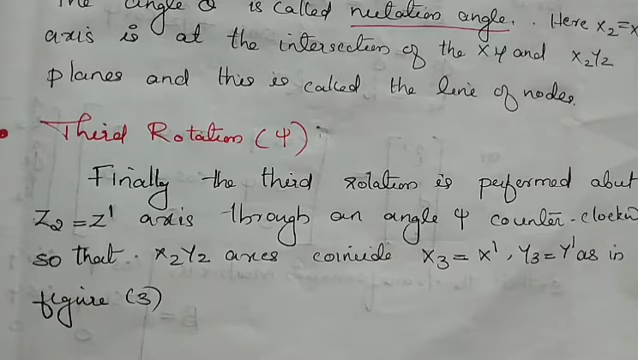 The angle θ is called nutation angle. Here x₂=x
axis is at the intersection of the XY and x₂Y₂
planes and this is called the line of nodes.
Third Rotation (Ψ):
Finally the third rotation is performed about
Z₂ = Z' axis through an angle Ψ counter-clockw
so that x₂Y₂ axes coincide X₃ = X', Y₃ = Y' as in
figure (3)